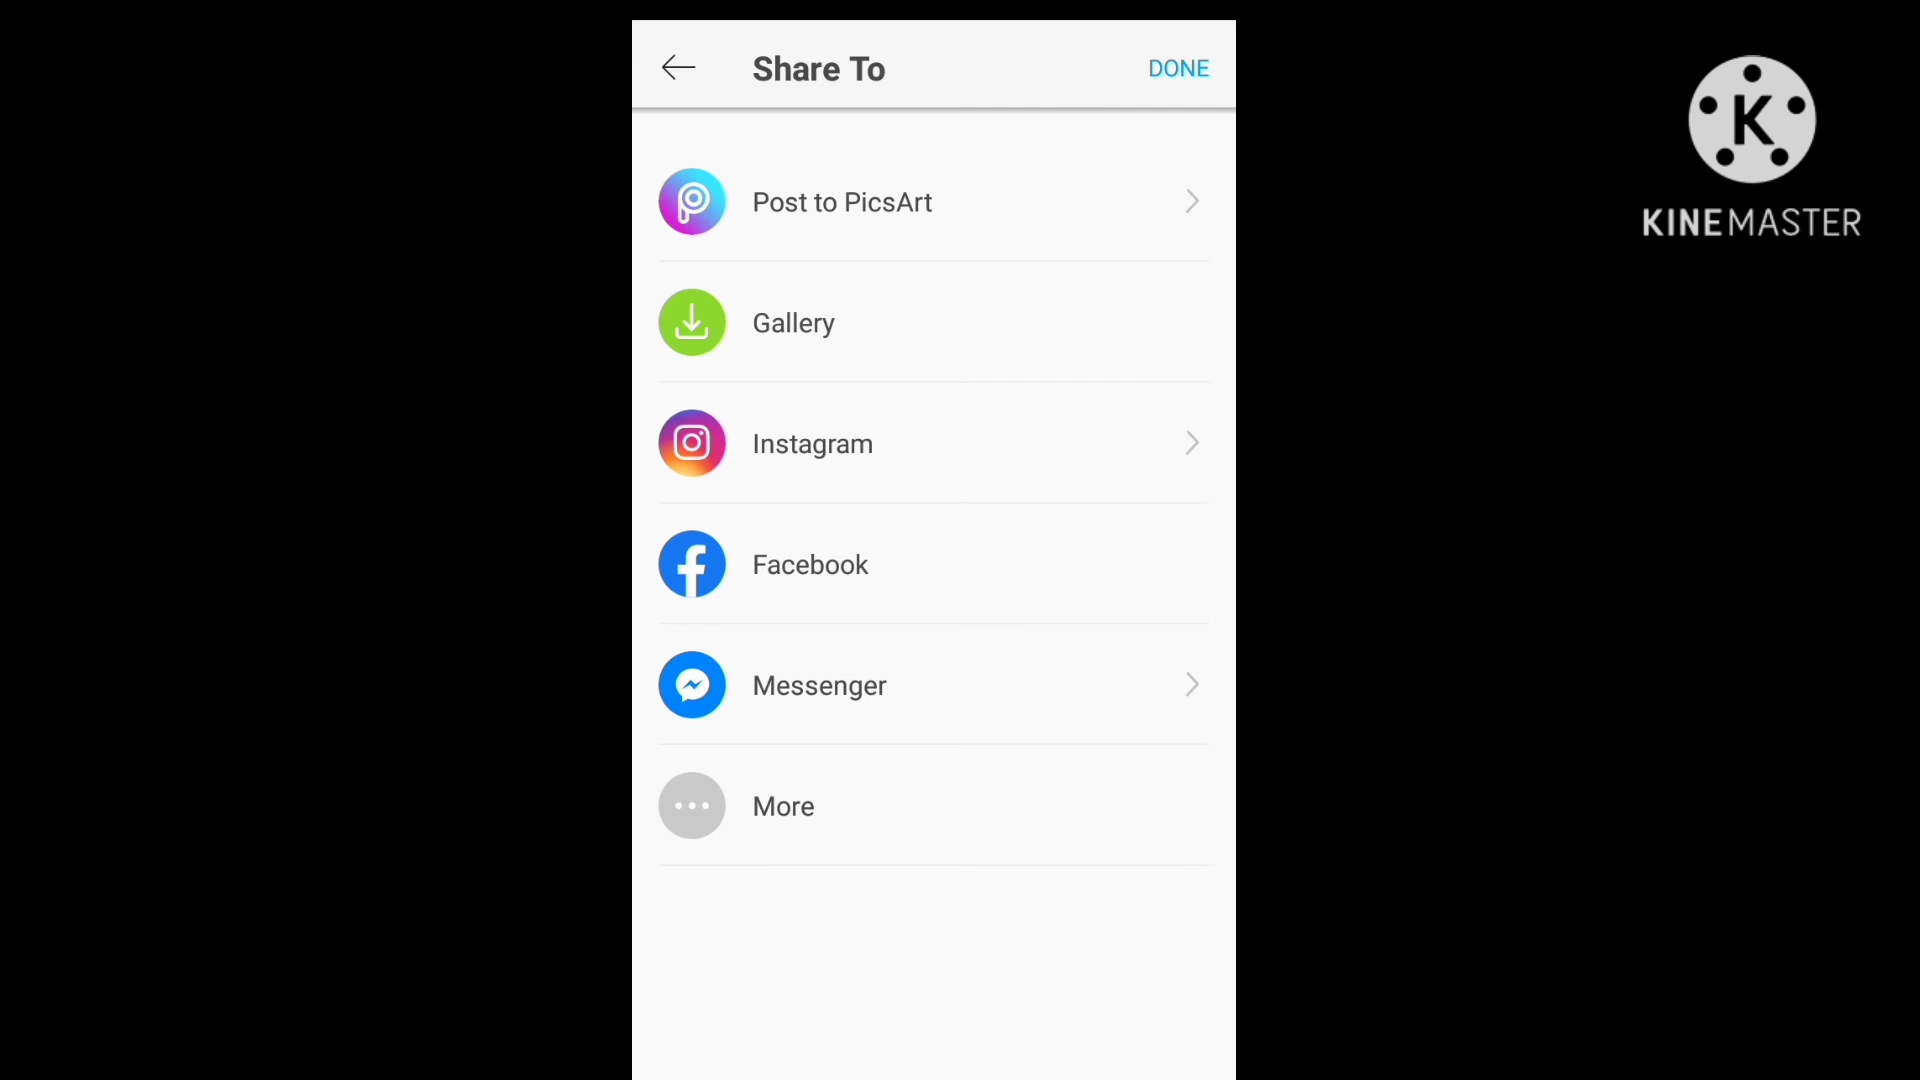 Share To
DONE
Post to PicsArt
Gallery
Instagram
Facebook
Messenger
More
K
KINEMASTER